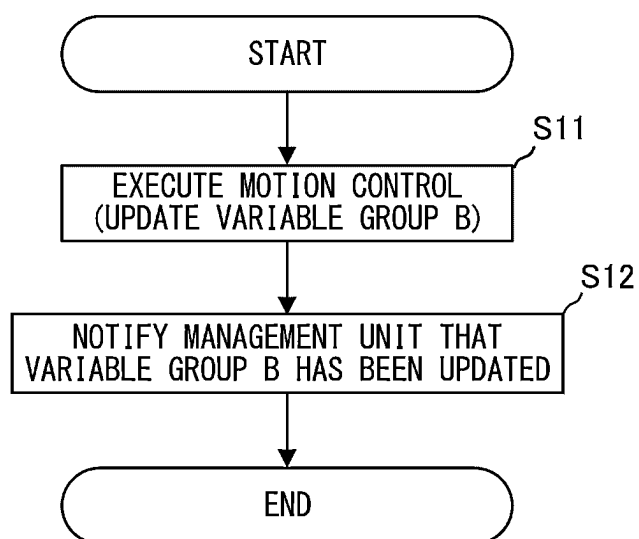 START
S11
EXECUTE MOTION CONTROL
(UPDATE VARIABLE GROUP B)
S12
NOTIFY MANAGEMENT UNIT THAT
VARIABLE GROUP B HAS BEEN UPDATED
END